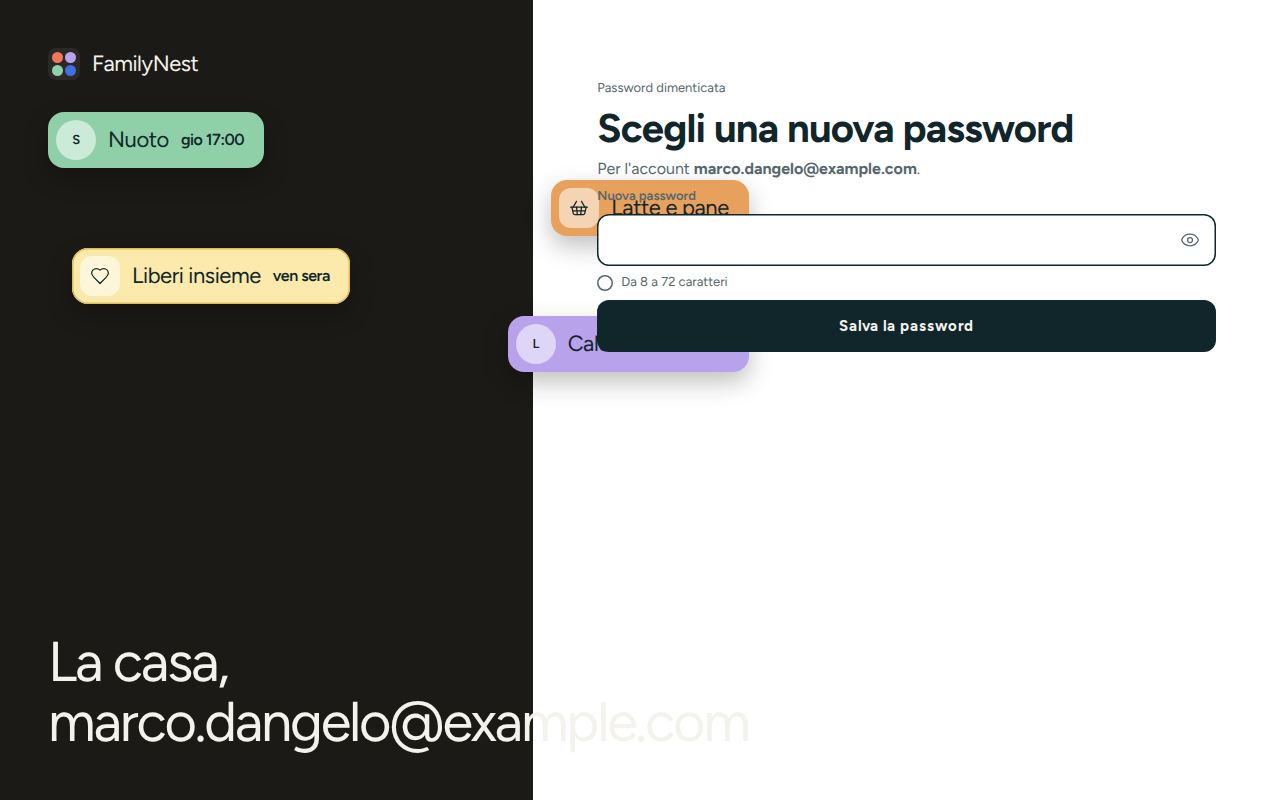 FamilyNest
S Nuoto gio 17:00
Liberi insieme ven sera
Latte e pane
L
La casa,
marco.dangelo@example.com
Password dimenticata
Scegli una nuova password
Per l'account marco.dangelo@example.com.
Nuova password
Da 8 a 72 caratteri
Salva la password